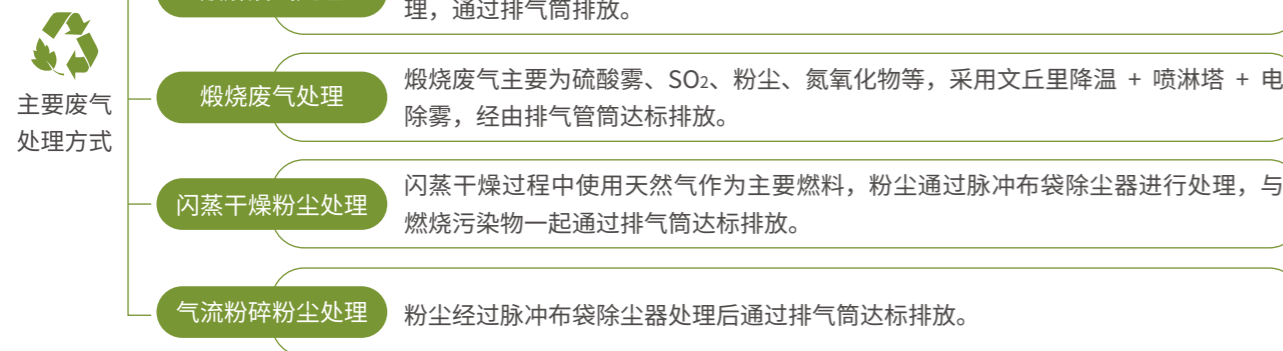 理，通过排气筒排放。
主要废气
处理方式
煅烧废气处理
煅烧废气主要为硫酸雾、SO₂、粉尘、氮氧化物等，采用文丘里降温 + 喷淋塔 + 电
除雾，经由排气管筒达标排放。
闪蒸干燥粉尘处理
闪蒸干燥过程中使用天然气作为主要燃料，粉尘通过脉冲布袋除尘器进行处理，与
燃烧污染物一起通过排气筒达标排放。
气流粉碎粉尘处理
粉尘经过脉冲布袋除尘器处理后通过排气筒达标排放。